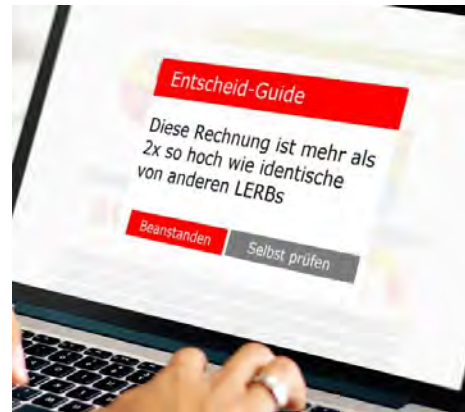 Entscheid-Guide
Diese Rechnung ist mehr als
2x so hoch wie identische
von anderen LERBs
Beanstanden
Selbst prüfen